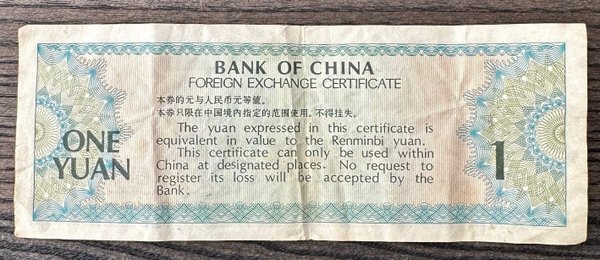 BANK OF CHINA
FOREIGN EXCHANGE CERTIFICATE
本券的元与人民币元等值。
本券只限在中国境内指定的范围使用，不得挂失。
The yuan expressed in this certificate is
equivalent in value to the Renminbi yuan.
This certificate can only be used within
China at designated places. No request to
register its loss will be accepted by the
Bank.
ONE
YUAN
1